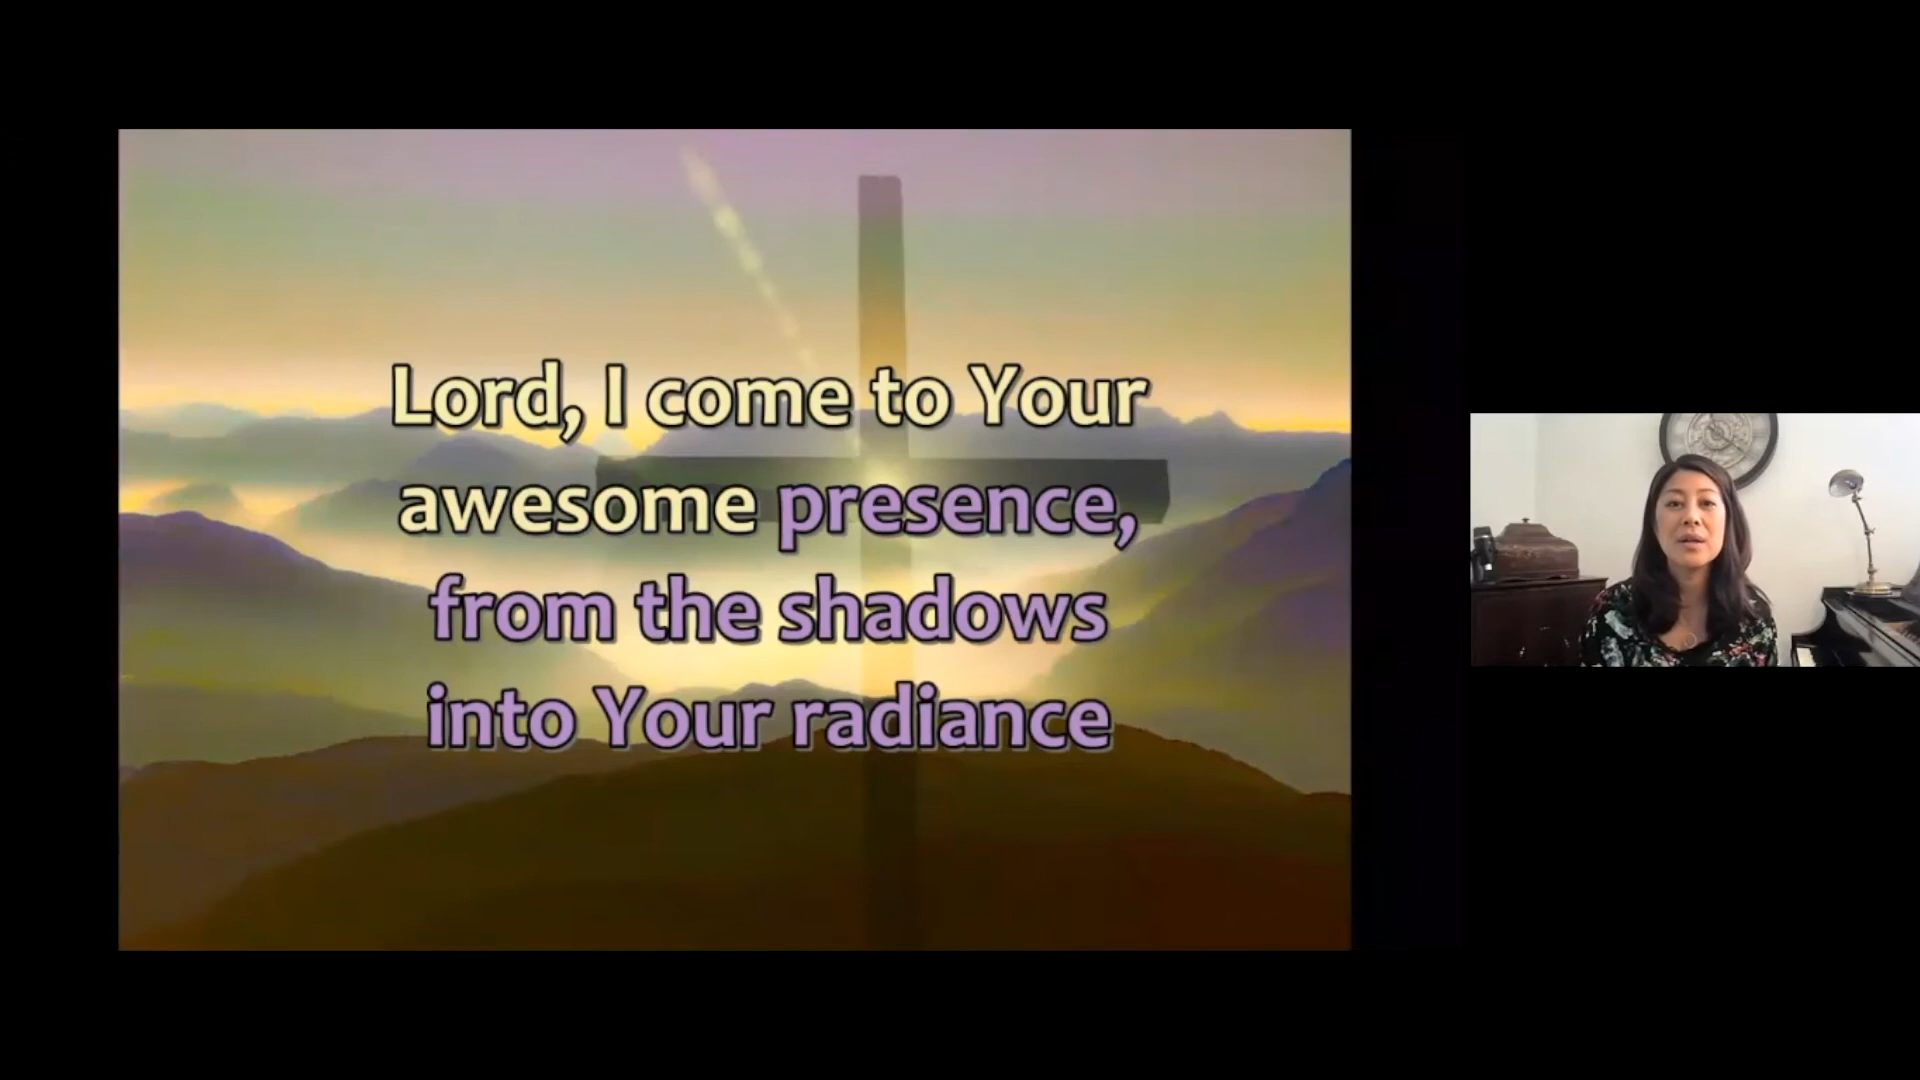 Lord, I come to Your
awesome presence,
from the shadows
into Your radiance